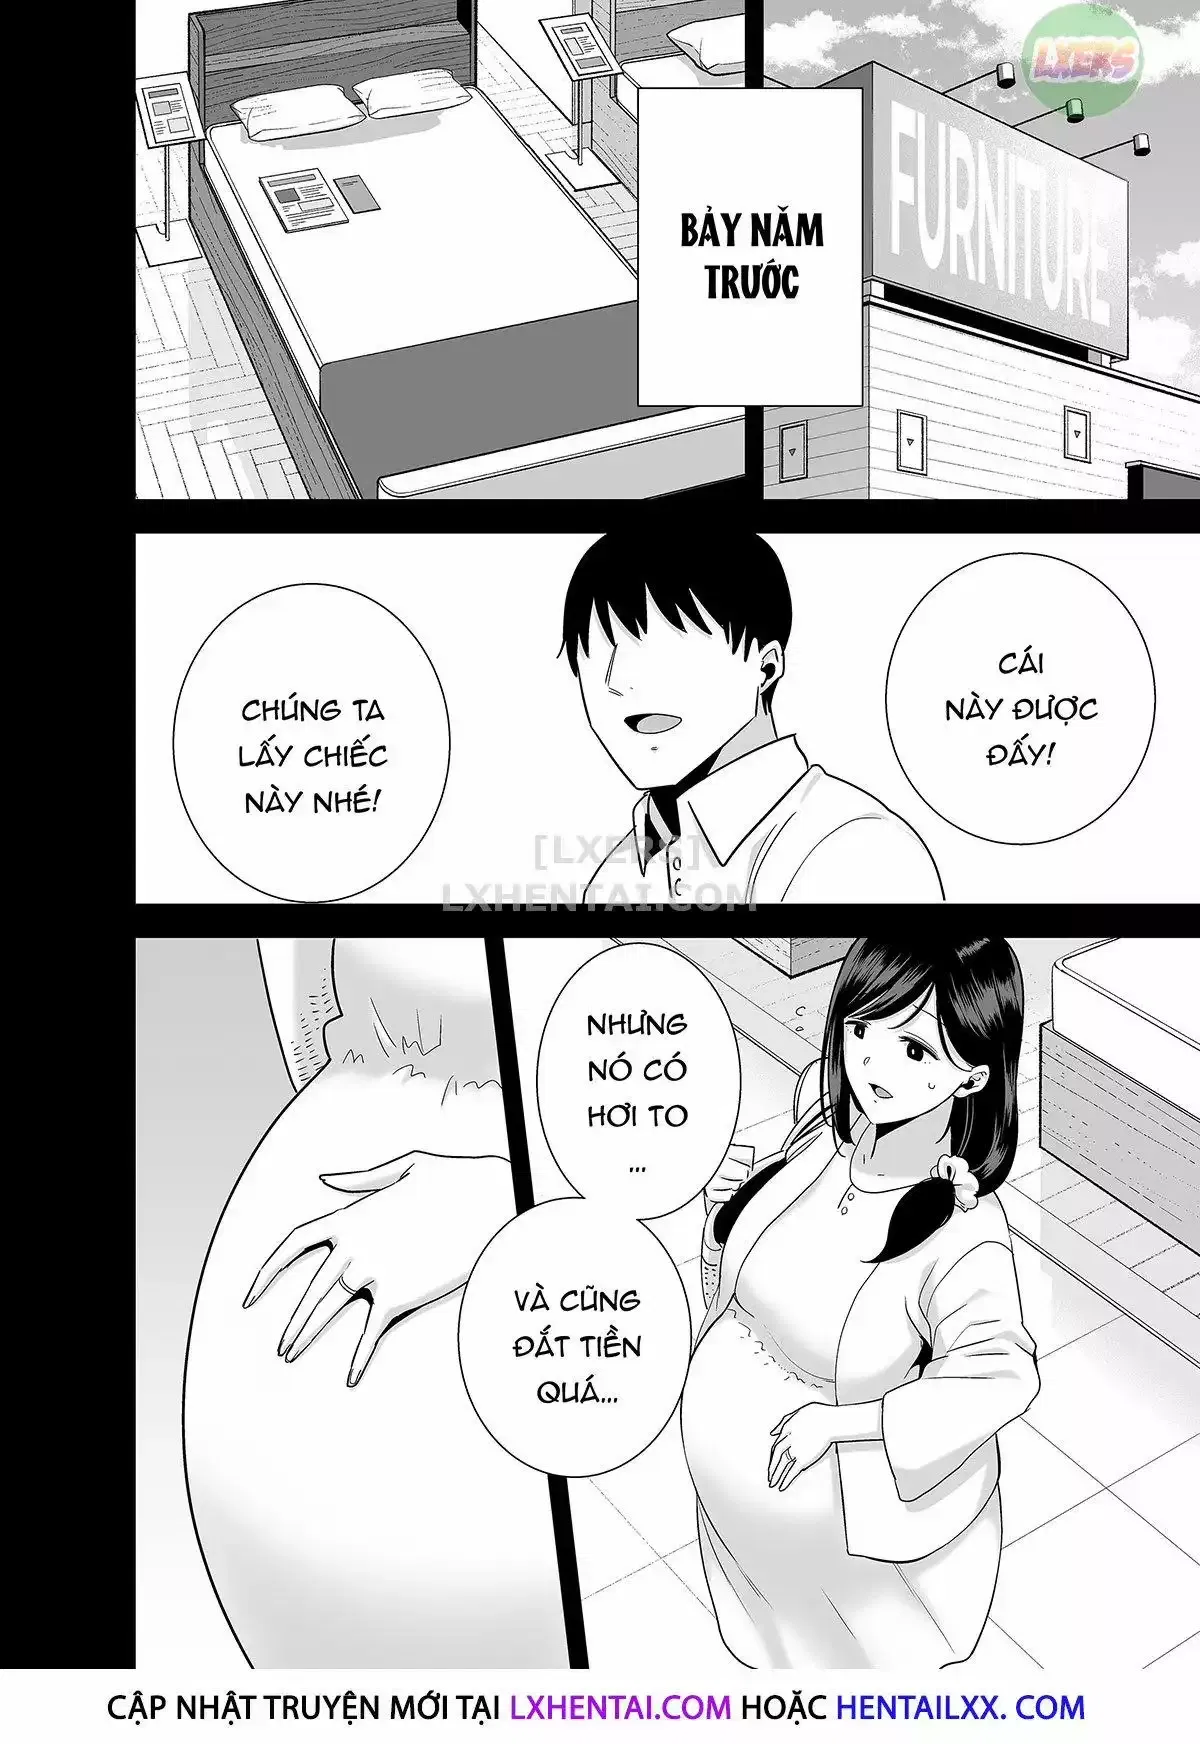 LXERS
FURNITURE
BẢY NĂM
TRƯỚC
CÁI
NÀY ĐƯỢC
ĐẤY!
CHÚNG TA
LẤY CHIẾC
NÀY NHÉ!
[LXERS]
LXHENTAI.COM
NHƯNG
NÓ CÓ
HƠI TO
...
VÀ CŨNG
ĐẮT TIỀN
QUÁ...
CẬP NHẬT TRUYỆN MỚI TẠI LXHENTAI.COM HOẶC HENTAILXX. COM